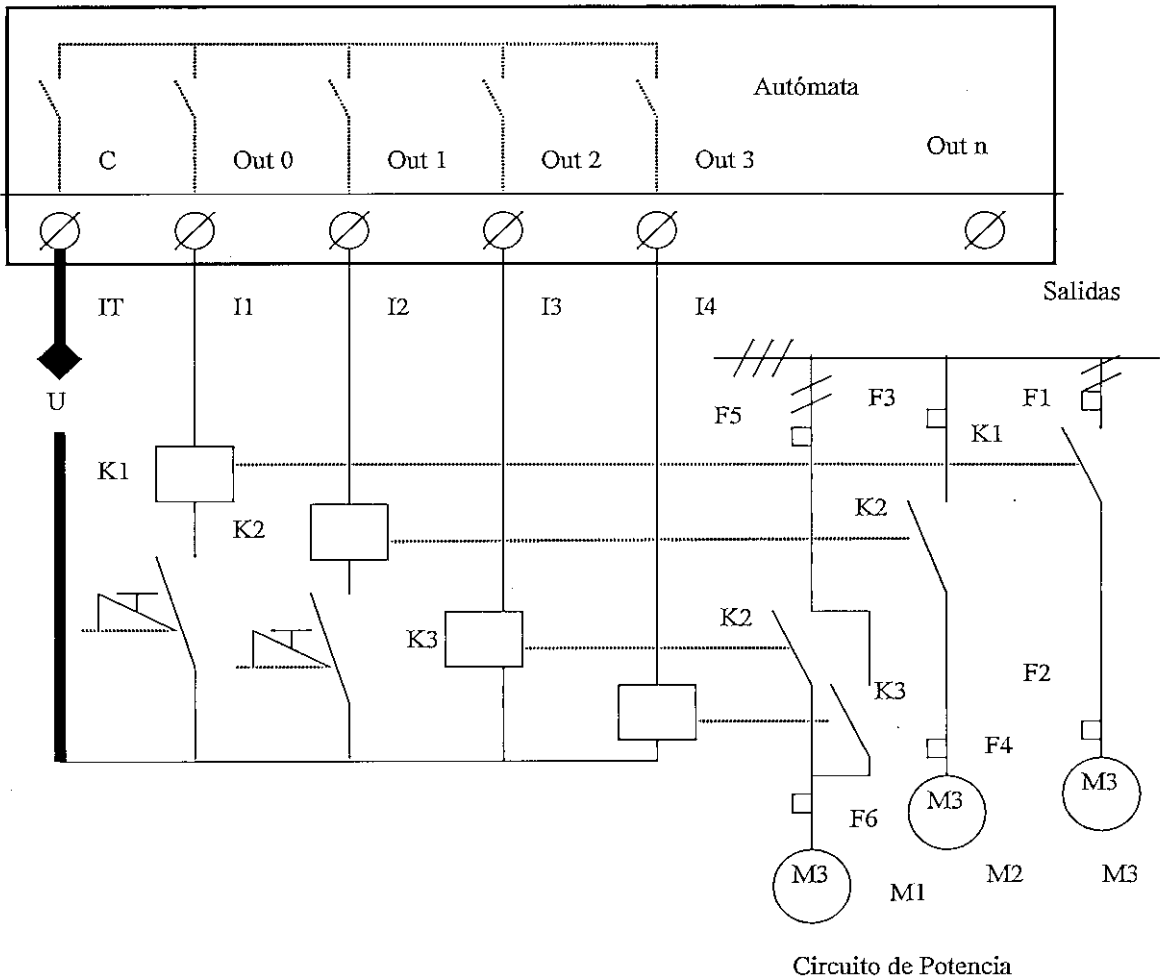 Autómata
C
Out 0
Out 1
Out 2
Out 3
Out n
IT
I1
I2
I3
I4
Salidas
U
F5
F3
F1
K1
K1
K2
K2
K3
K2
K3
F2
F4
F6
M3
M3
M3
M1
M2
M3
Circuito de Potencia